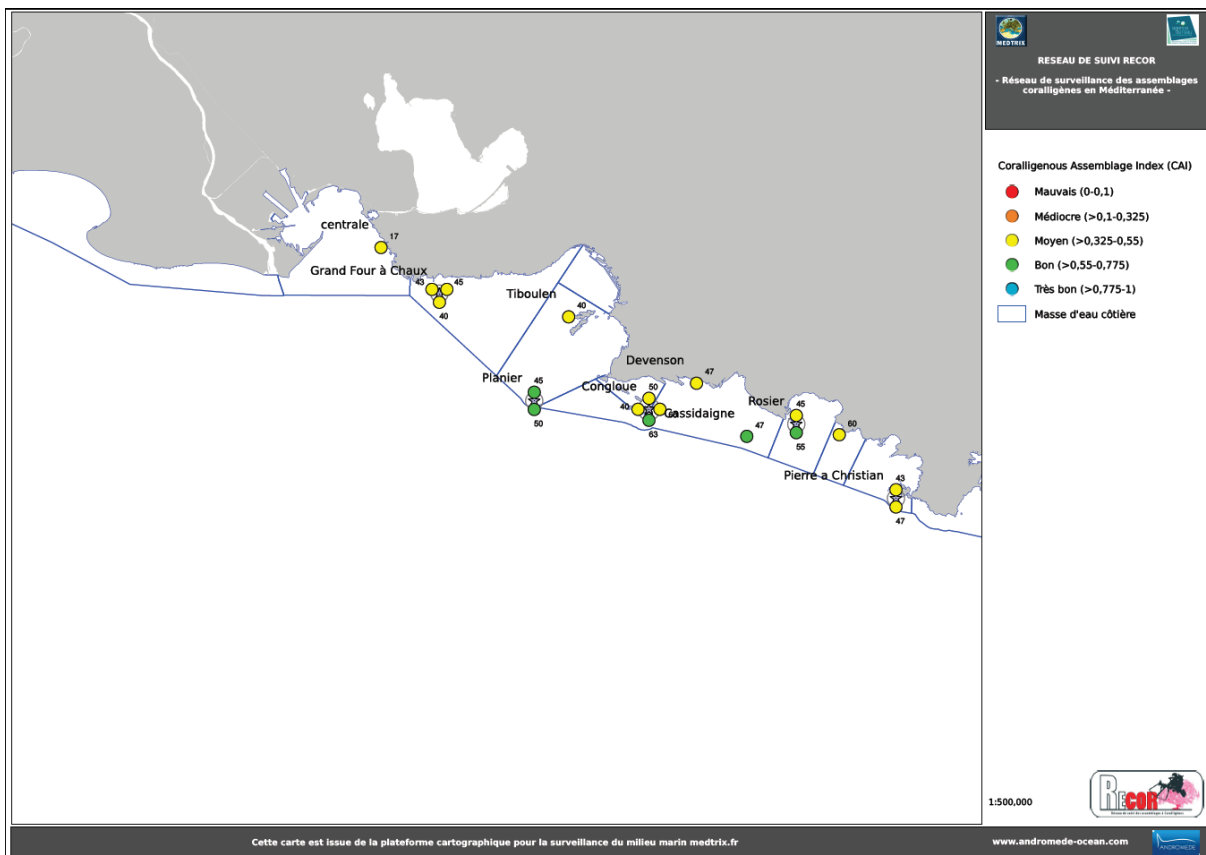 MEDTRIX
RESEAU DE SUIVI RECOR
- Réseau de surveillance des assemblages
coralligènes en Méditerranée -
Coralligenous Assemblage Index (CAI)
Mauvais (0-0,1)
Médiocre (>0,1-0,325)
Moyen (>0,325-0,55)
Bon (>0,55-0,775)
Très bon (>0,775-1)
Masse d'eau côtière
centrale
17
Grand Four à Chaux
43
45
40
Tiboulen
40
Planier
45
50
Devenson
47
Congloue
50
40
Cassidaigne
63
47
Rosier
45
55
60
Pierre a Christian
43
47
1:500,000
RECOR
Cette carte est issue de la plateforme cartographique pour la surveillance du milieu marin medtrix.fr
www.andromede-ocean.com
ANDROMEDE